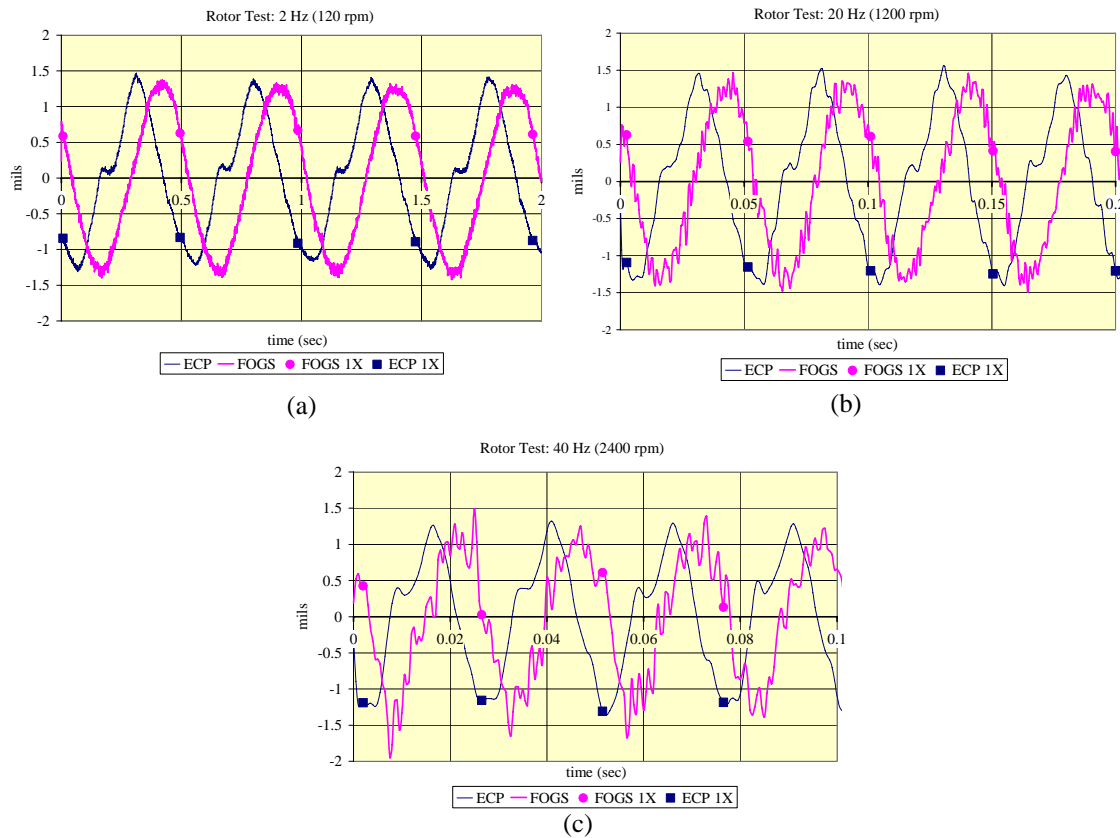 Rotor Test: 2 Hz (120 rpm)
2
1.5
1
0.5
0
-0.5
-1
-1.5
-2
mils
0 0.5 1 1.5 2
time (sec)
ECP FOGS FOGS 1X ECP 1X
(a)
Rotor Test: 20 Hz (1200 rpm)
2
1.5
1
0.5
0
-0.5
-1
-1.5
-2
mils
0 0.05 0.1 0.15 0.2
time (sec)
ECP FOGS FOGS 1X ECP 1X
(b)
Rotor Test: 40 Hz (2400 rpm)
2
1.5
1
0.5
0
-0.5
-1
-1.5
-2
mils
0 0.02 0.04 0.06 0.08 0.1
time (sec)
ECP FOGS FOGS 1X ECP 1X
(c)